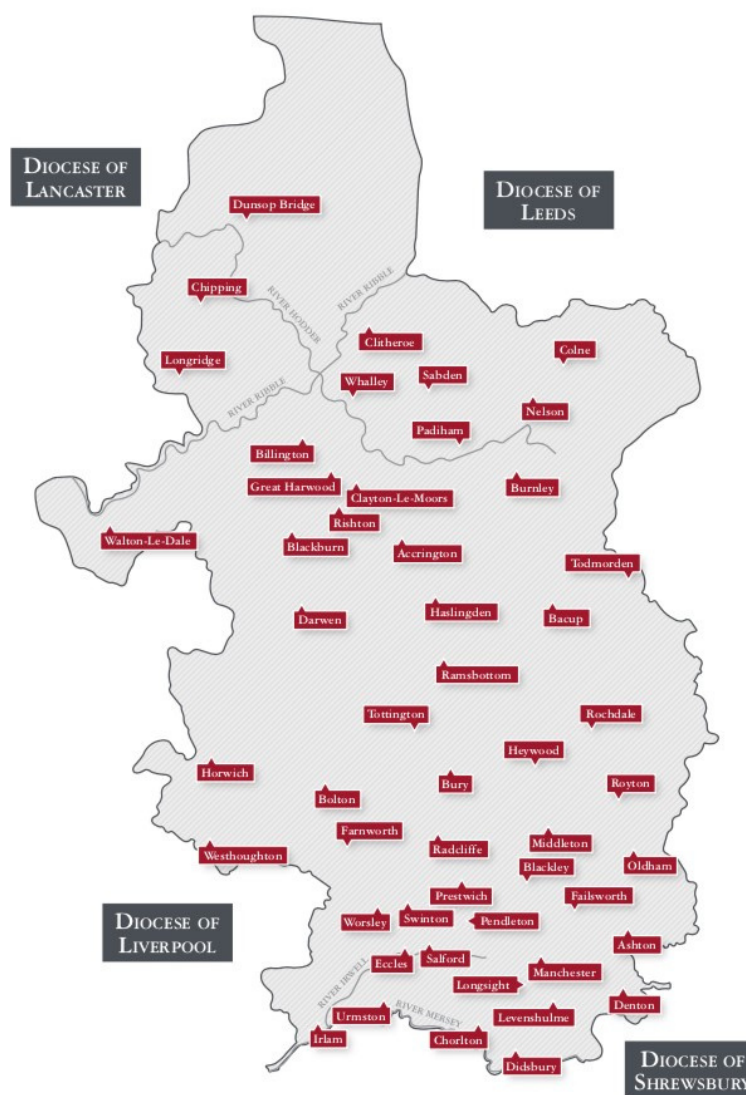 DIOCESE OF
LANCASTER
DIOCESE OF
LEEDS
Dunsop Bridge
Chipping
RIVER HODDER
RIVER RIBBLE
Clitheroe
Colne
Longridge
Whalley
Sabden
RIVER RIBBLE
Nelson
Padiham
Billington
Great Harwood
Clayton-Le-Moors
Burnley
Rishton
Walton-Le-Dale
Blackburn
Accrington
Todmorden
Darwen
Haslingden
Bacup
Ramsbottom
Tottington
Rochdale
Heywood
Horwich
Bury
Royton
Bolton
Farnworth
Westhoughton
Radcliffe
Middleton
Blackley
Oldham
Prestwich
Failsworth
DIOCESE OF
LIVERPOOL
Worsley
Swinton
Pendleton
Ashton
Eccles
Salford
Manchester
RIVER IRWELL
Longsight
Denton
Urmston
RIVER MERSEY
Levenshulme
Irlam
Chorlton
Didsbury
DIOCESE OF
SHREWSBURY